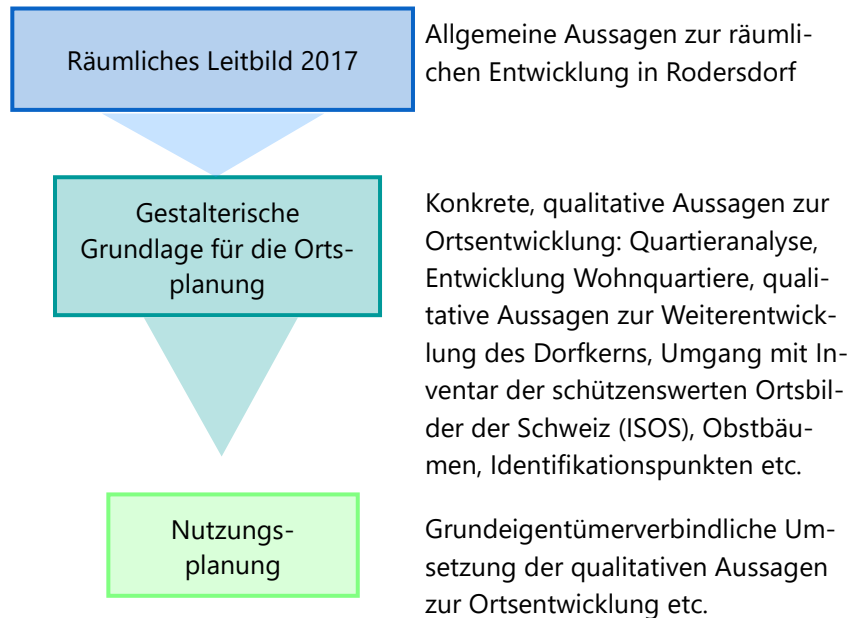 Räumliches Leitbild 2017
Allgemeine Aussagen zur räumli-
chen Entwicklung in Rodersdorf
Gestalterische
Grundlage für die Orts-
planung
Konkrete, qualitative Aussagen zur
Ortsentwicklung: Quartieranalyse,
Entwicklung Wohnquartiere, quali-
tative Aussagen zur Weiterentwick-
lung des Dorfkerns, Umgang mit In-
ventar der schützenswerten Ortsbil-
der der Schweiz (ISOS), Obstbäu-
men, Identifikationspunkten etc.
Nutzungs-
planung
Grundeigentümerverbindliche Um-
setzung der qualitativen Aussagen
zur Ortsentwicklung etc.